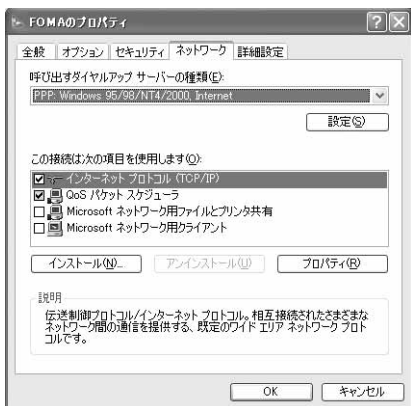 FOMAのプロパティ
全般 オプション セキュリティ ネットワーク 詳細設定
呼び出すダイヤルアップ サーバーの種類(E):
PPP: Windows 95/98/NT4/2000, Internet
設定(S)
この接続は次の項目を使用します(O):
インターネット プロトコル (TCP/IP)
QoS パケット スケジューラ
Microsoft ネットワーク用ファイルとプリンタ共有
Microsoft ネットワーク用クライアント
インストール(N)... アンインストール(U) プロパティ(R)
説明
伝送制御プロトコル/インターネット プロトコル。相互接続されたさまざまな
ネットワーク間の通信を提供する、既定のワイド エリア ネットワーク プロト
コルです。
OK キャンセル